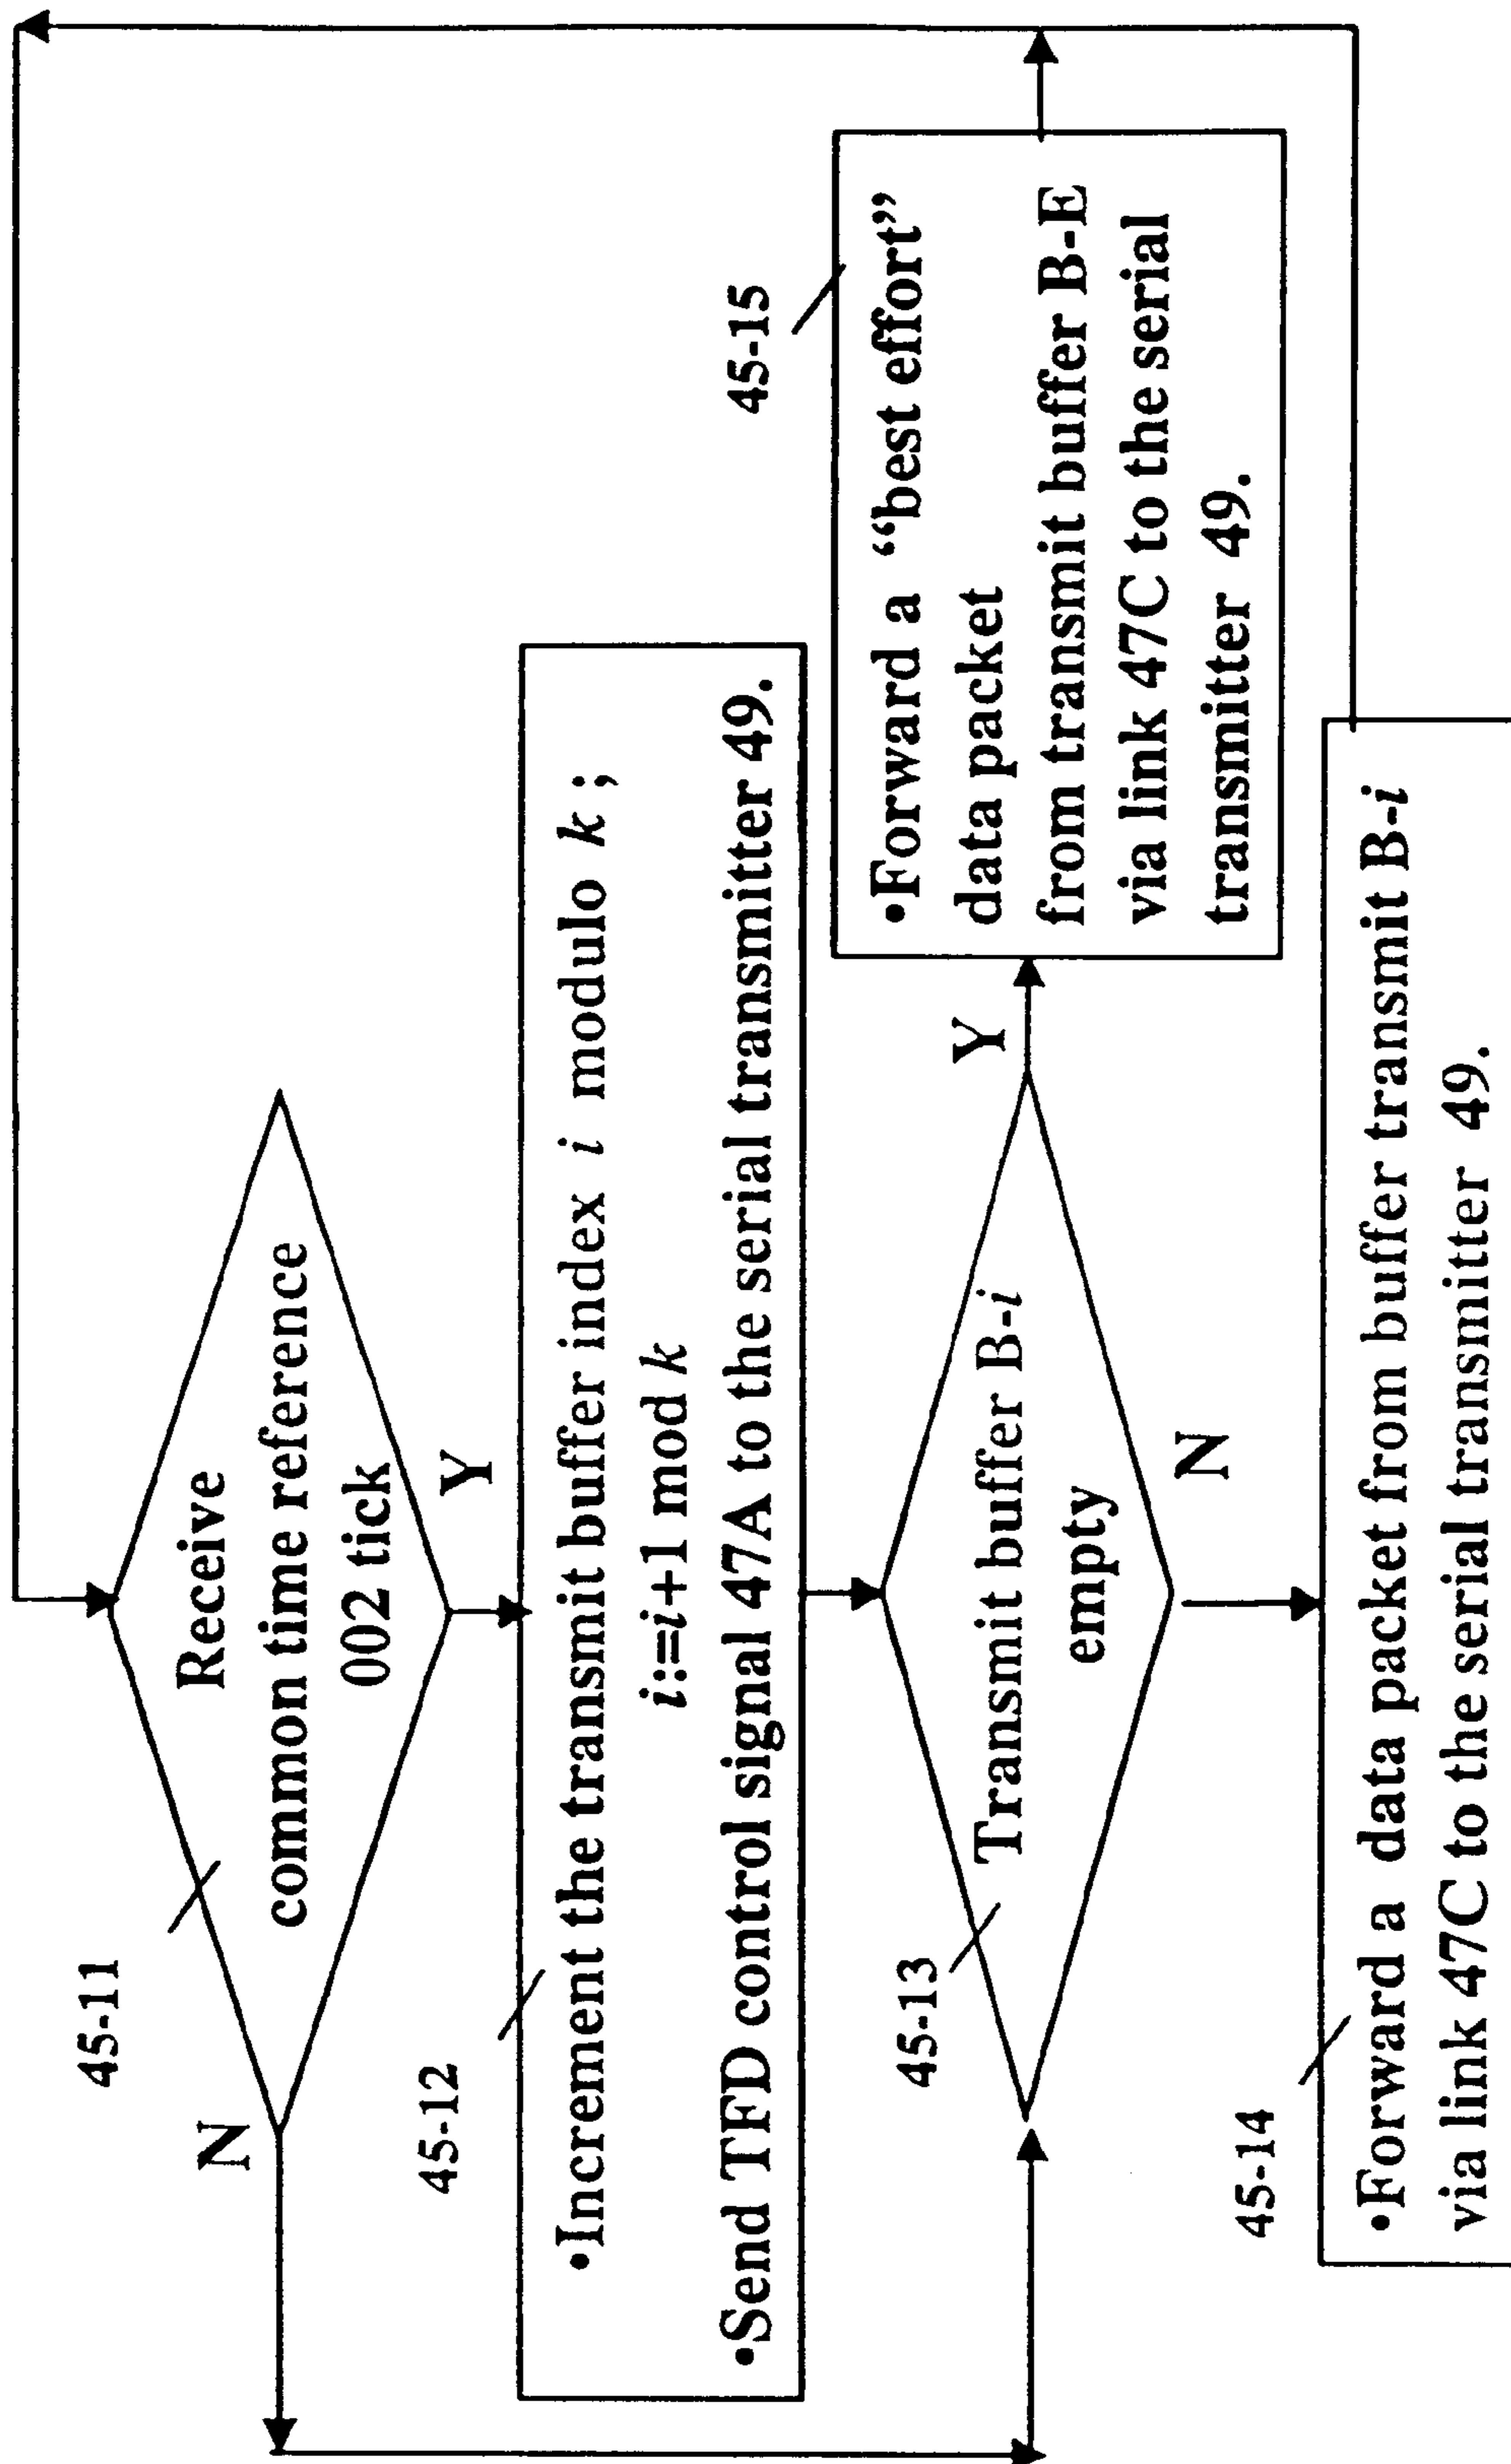 45-11
Receive
common time reference
002 tick
N
Y
45-12
•Increment the transmit buffer index i modulo k ;
i:=i+1 mod k
•Send TFD control signal 47A to the serial transmitter 49.
45-13
Transmit buffer B-i
empty
Y
N
45-15
•Forward a “best effort”
data packet
from transmit buffer B-E
via link 47C to the serial
transmitter 49.
45-14
•Forward a data packet from buffer transmit B-i
via link 47C to the serial transmitter 49.